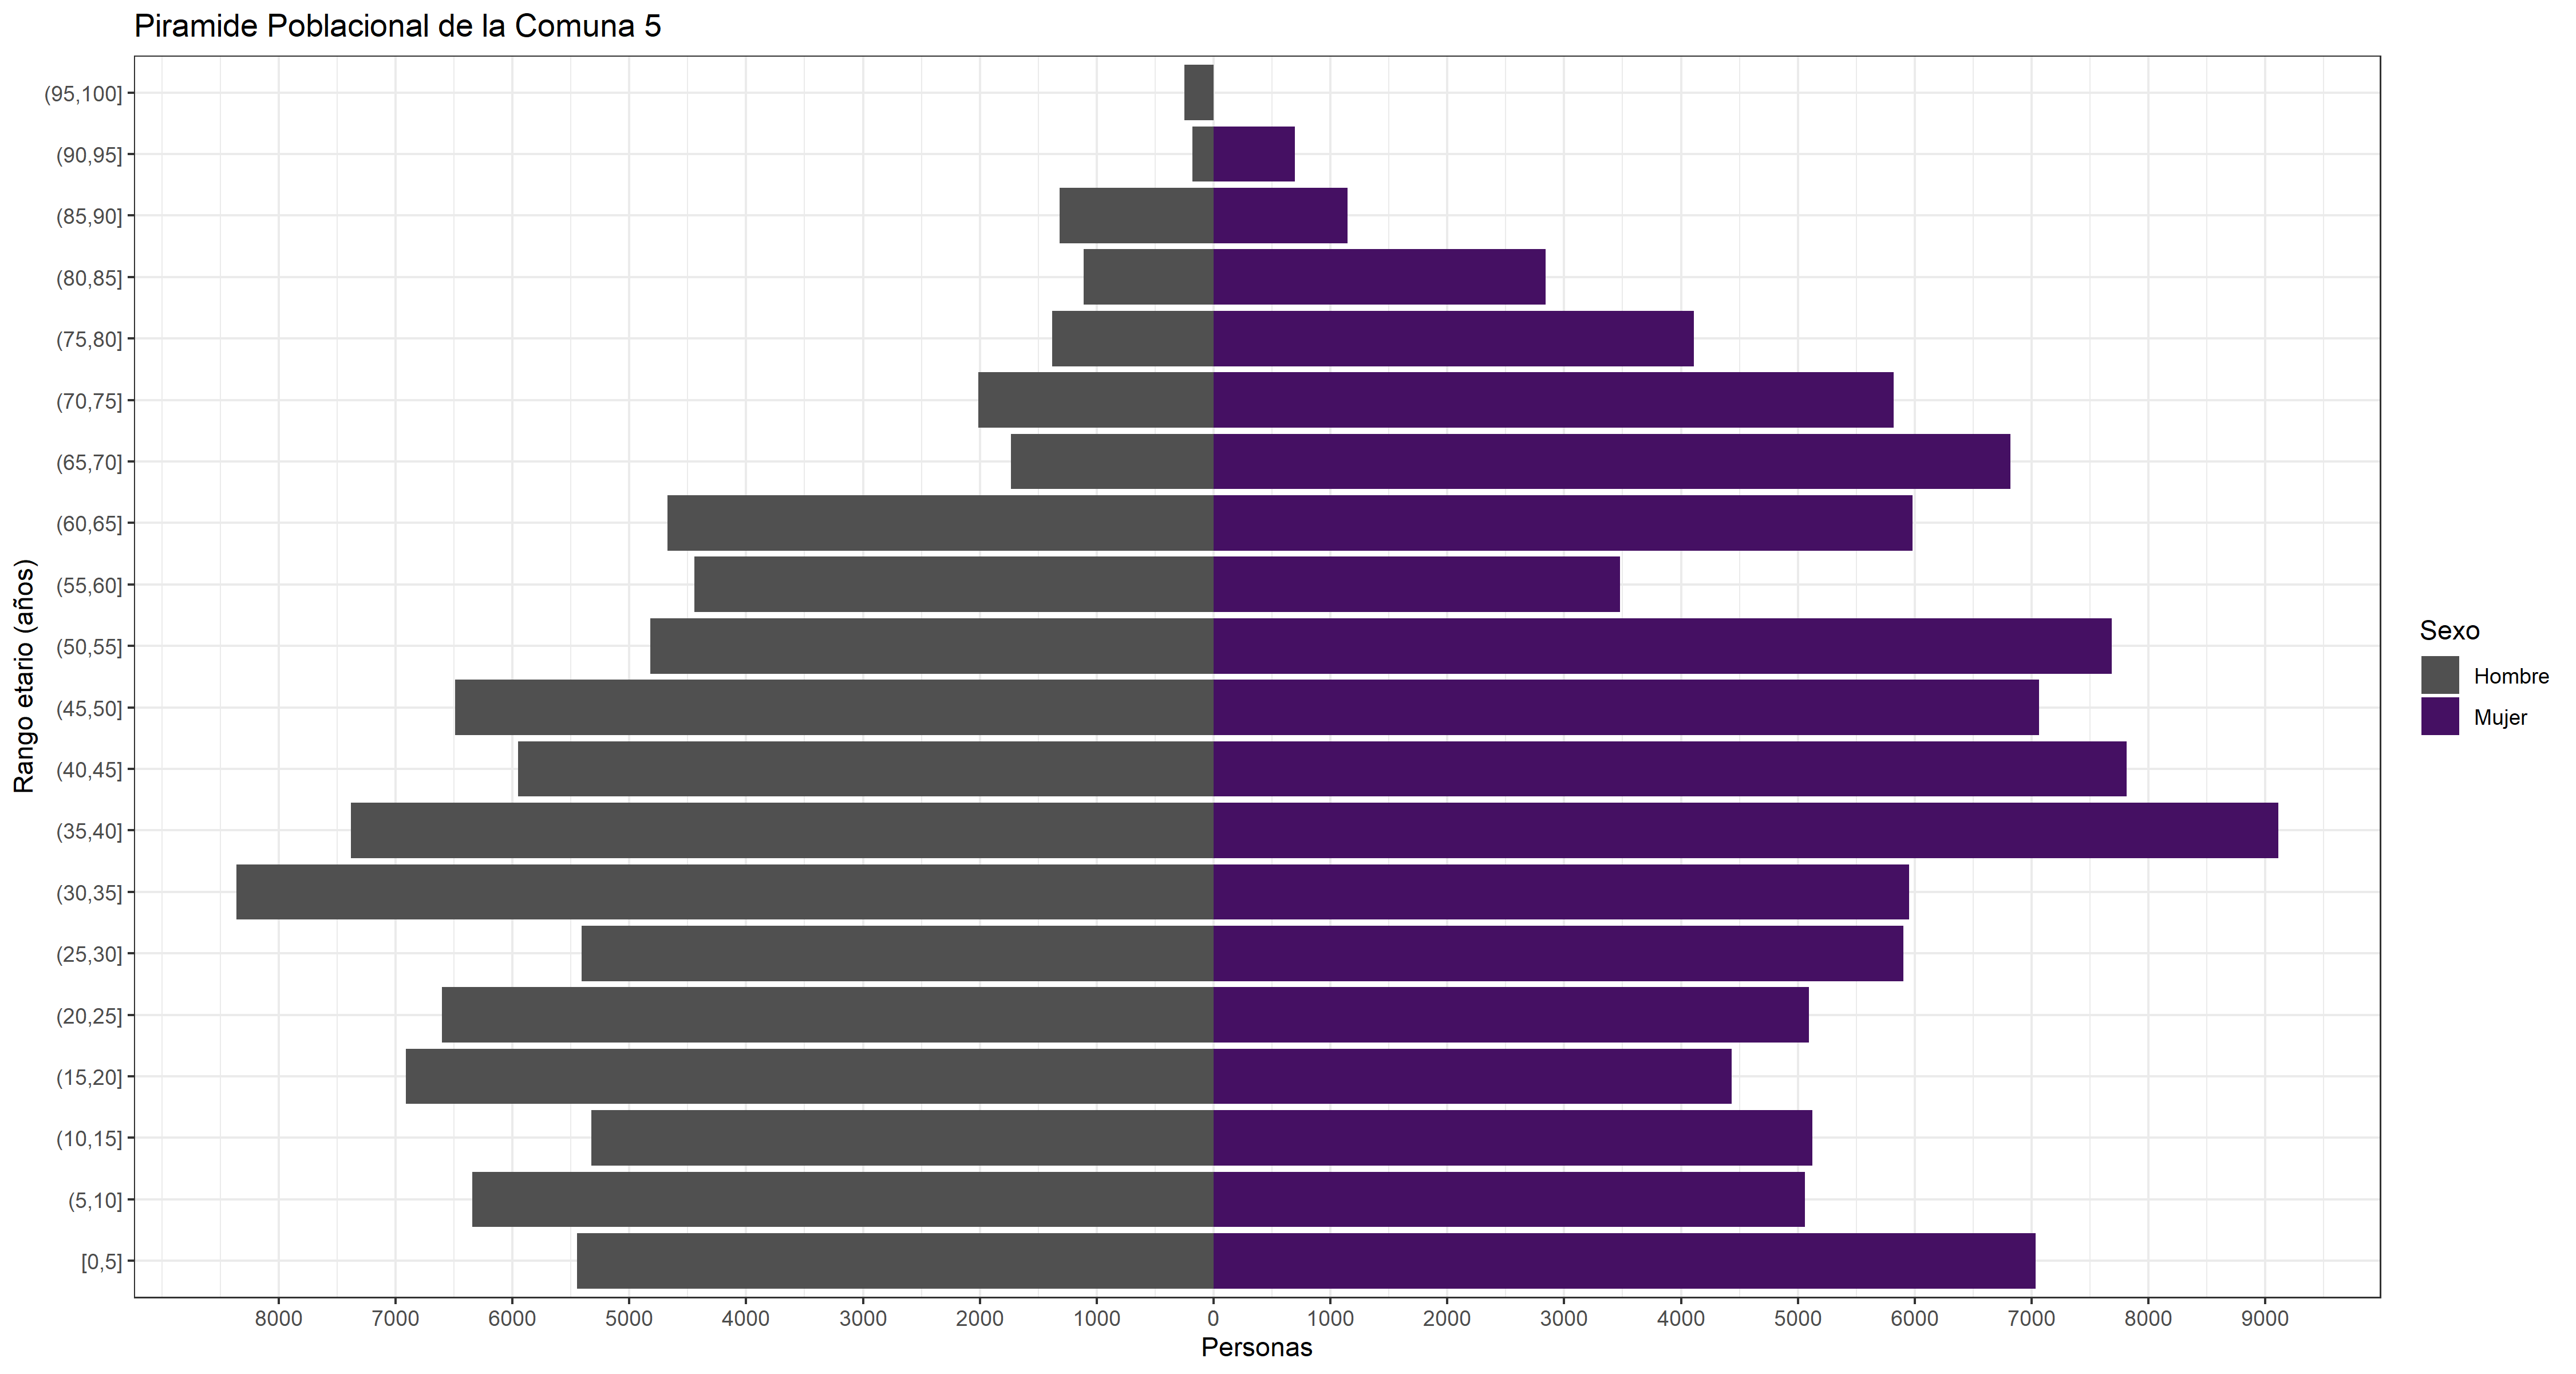 Piramide Poblacional de la Comuna 5
(95,100]
(90,95]
(85,90]
(80,85]
(75,80]
(70,75]
(65,70]
(60,65]
(55,60]
(50,55]
(45,50]
(40,45]
(35,40]
(30,35]
(25,30]
(20,25]
(15,20]
(10,15]
(5,10]
[0,5]
Rango etario (años)
8000 7000 6000 5000 4000 3000 2000 1000 0 1000 2000 3000 4000 5000 6000 7000 8000 9000
Personas
Sexo
Hombre
Mujer